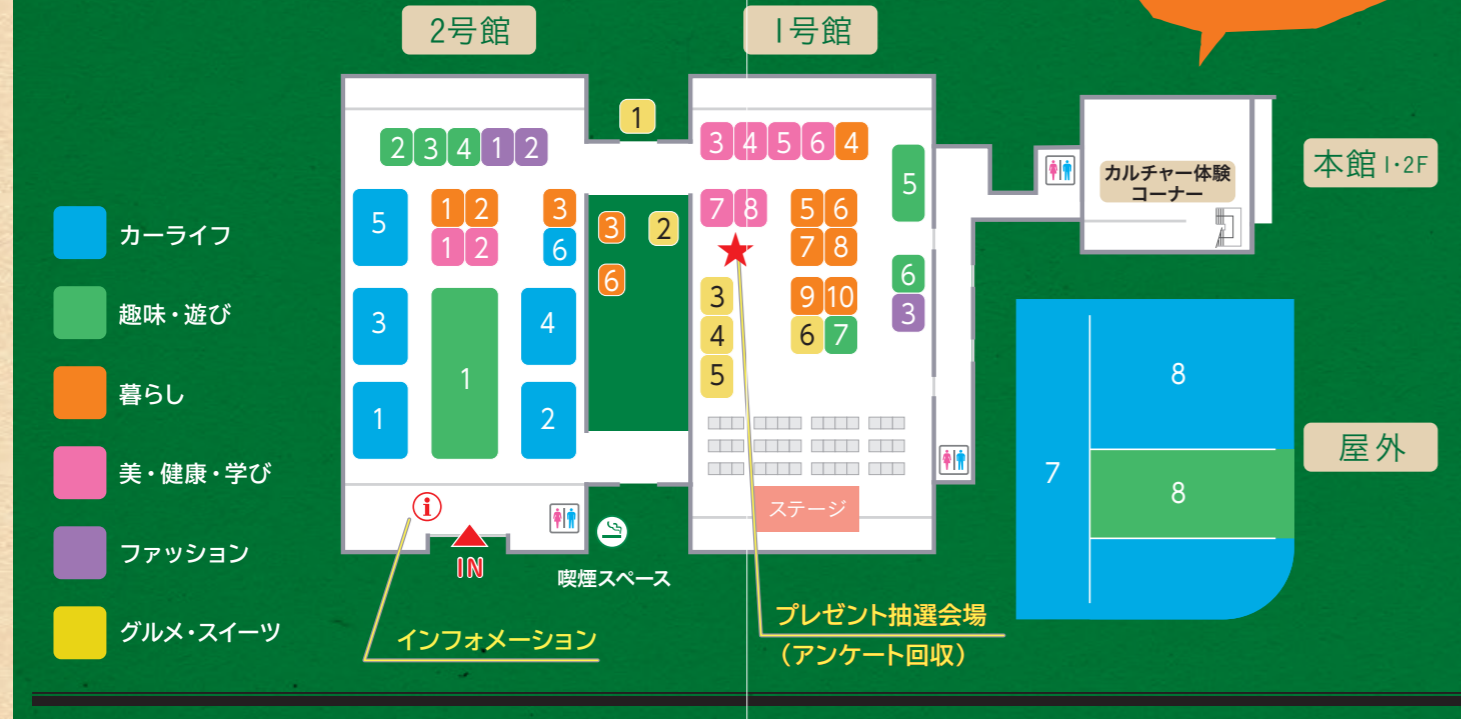 2号館
1号館
本館 1・2F
屋外
カーライフ
趣味・遊び
暮らし
美・健康・学び
ファッション
グルメ・スイーツ
2 3 4 1 2
5
1 2
1 2
3
6
3
1
4
1
2
i
IN
インフォメーション
喫煙スペース
1
3
2
6
3 4 5 6 4
7 8
5 6
7 8
5
3
4
5
9 10
6 7
6
3
ステージ
プレゼント抽選会場
(アンケート回収)
カルチャー体験
コーナー
7
8
8